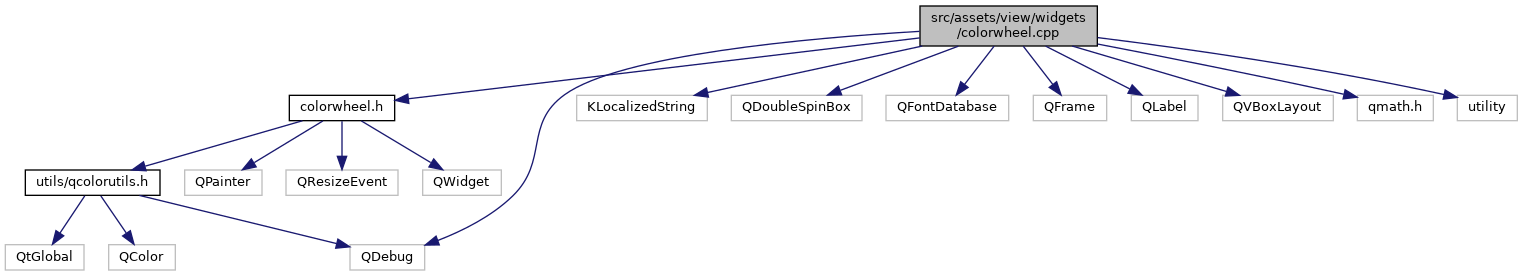 src/assets/view/widgets
/colorwheel.cpp
colorwheel.h
KLocalizedString
QDoubleSpinBox
QFontDatabase
QFrame
QLabel
QVBoxLayout
qmath.h
utility
utils/qcolorutils.h
QPainter
QResizeEvent
QWidget
QtGlobal
QColor
QDebug